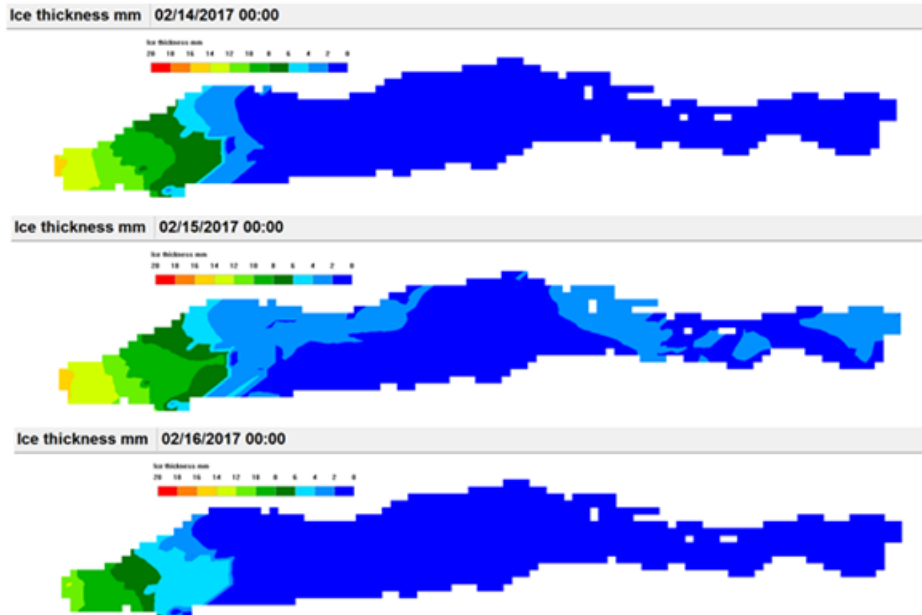 Ice thickness mm 02/14/2017 00:00
Ice thickness mm
20 18 16 14 12 10 8 6 4 2 0
Ice thickness mm 02/15/2017 00:00
Ice thickness mm
20 18 16 14 12 10 8 6 4 2 0
Ice thickness mm 02/16/2017 00:00
Ice thickness mm
20 18 16 14 12 10 8 6 4 2 0